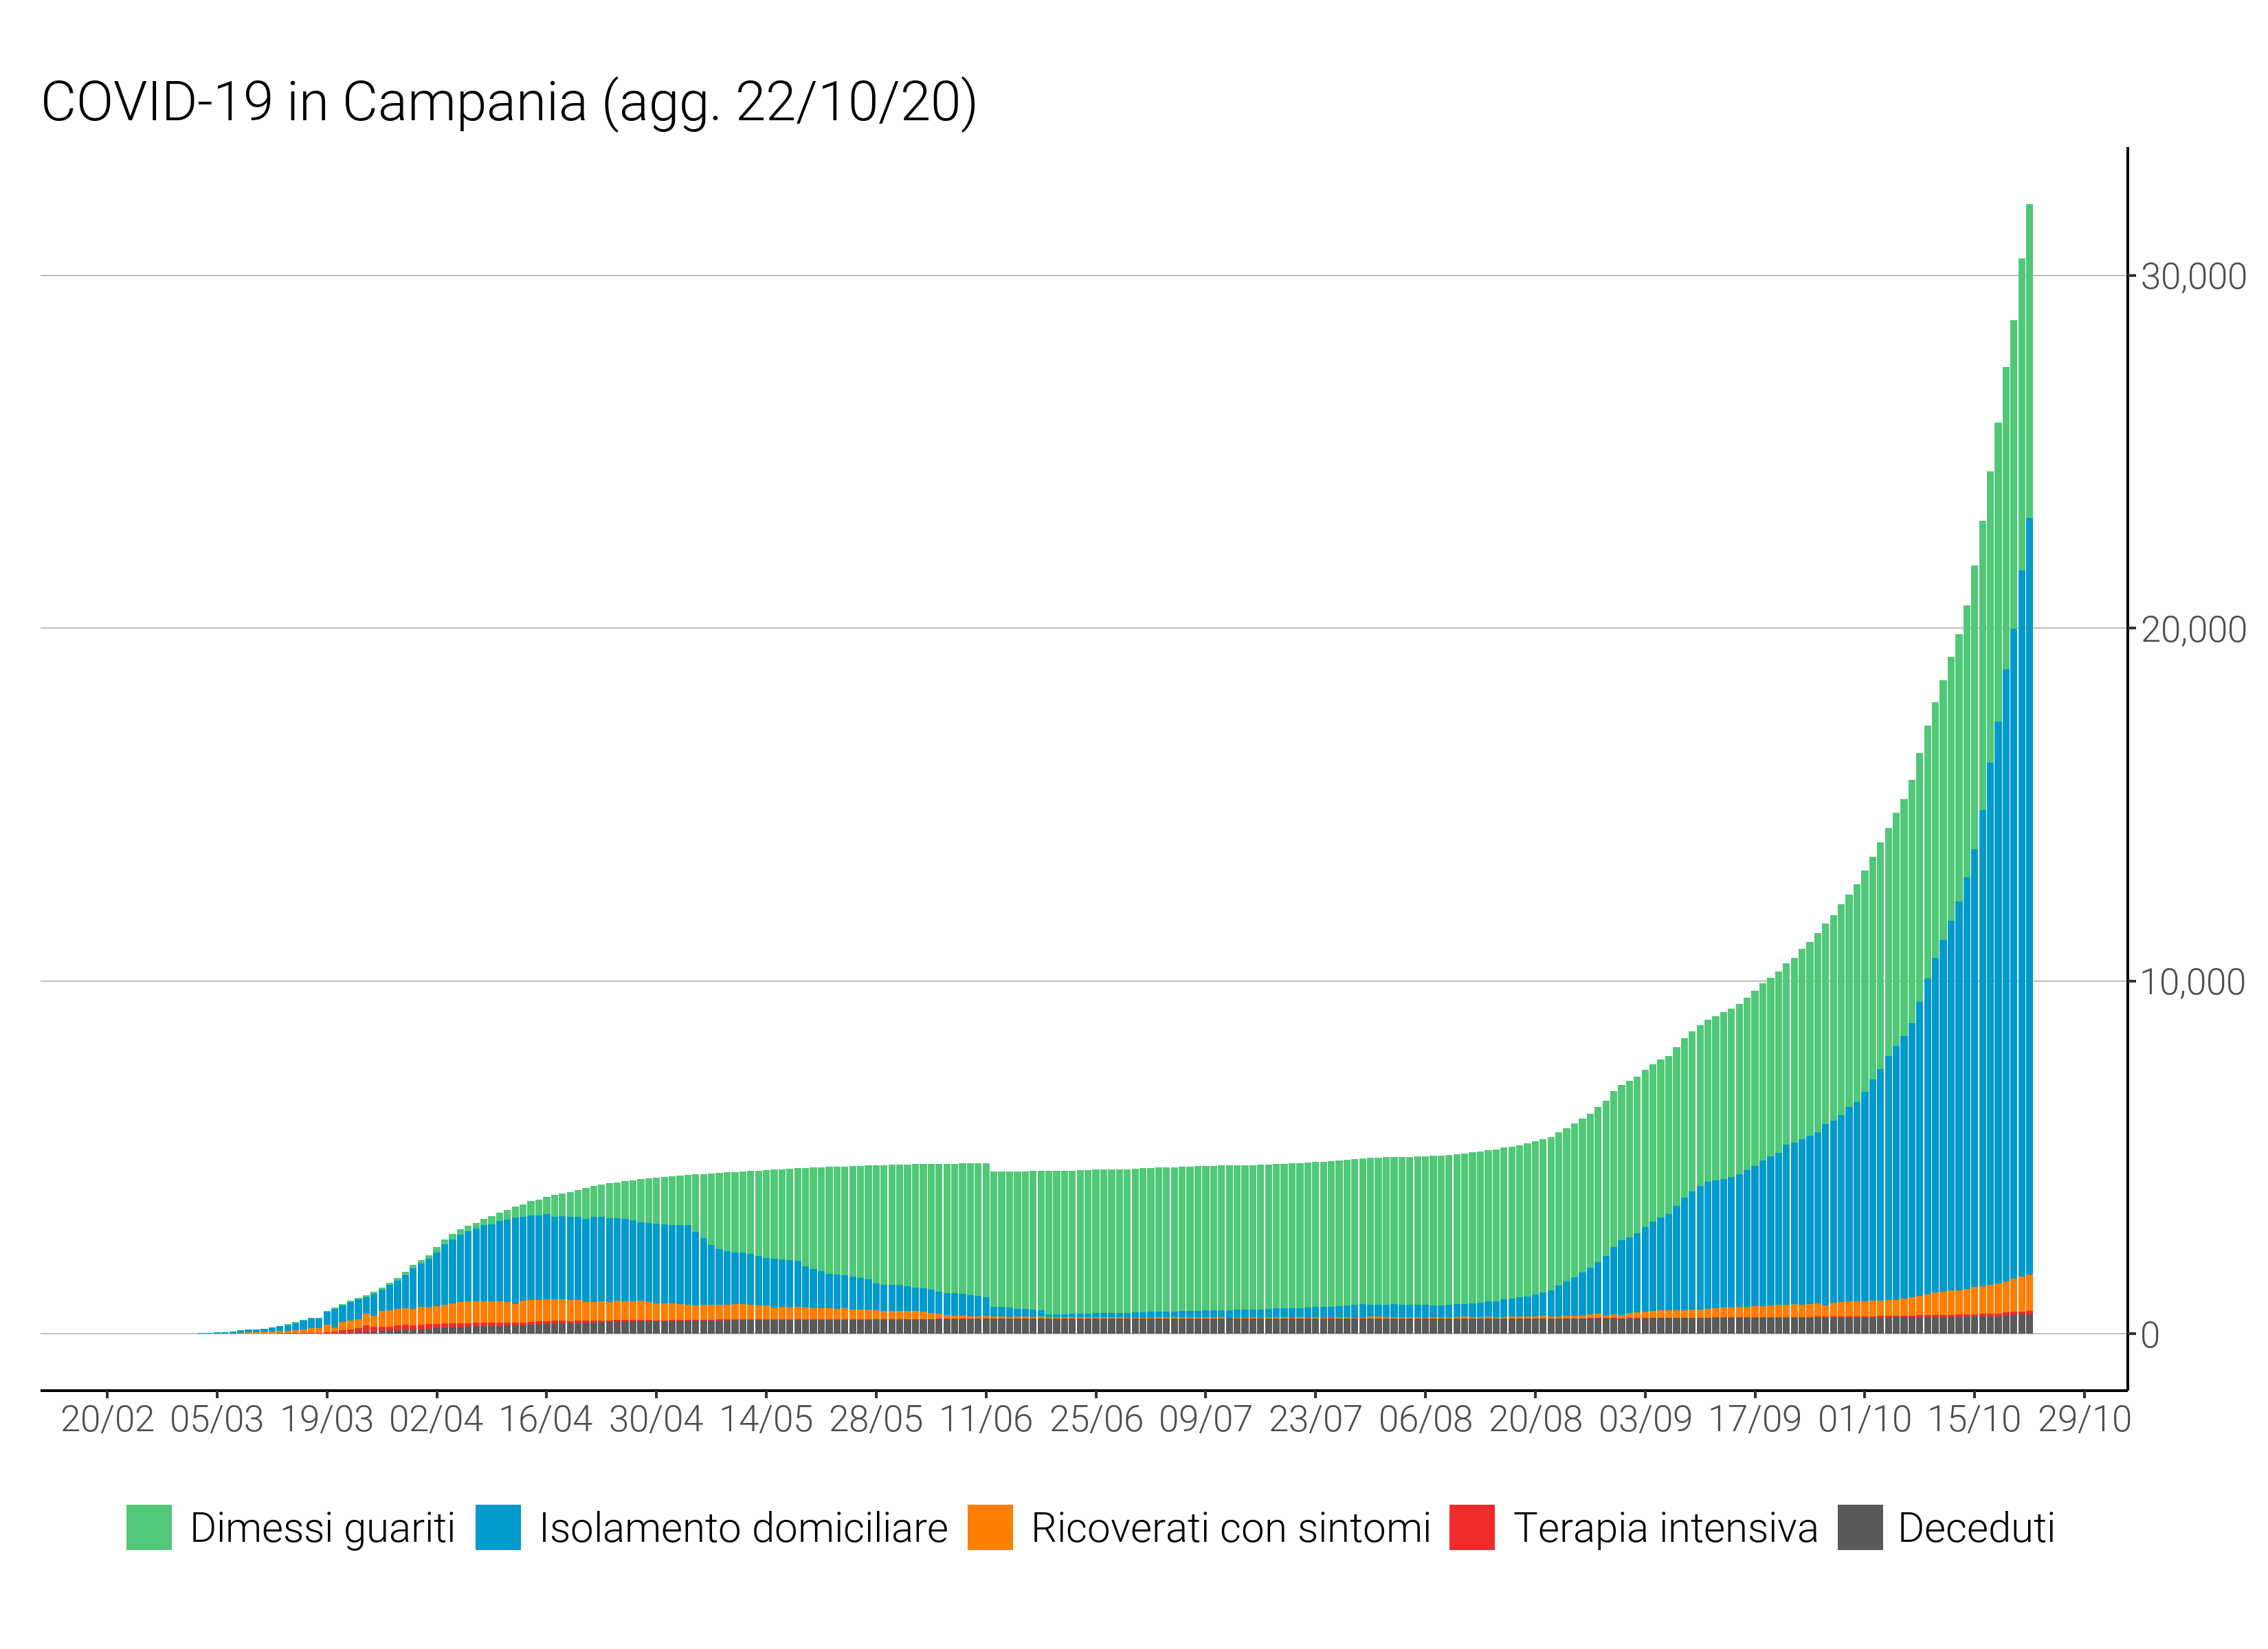 COVID-19 in Campania (agg. 22/10/20)
30,000
20,000
10,000
0
20/02 05/03 19/03 02/04 16/04 30/04 14/05 28/05 11/06 25/06 09/07 23/07 06/08 20/08 03/09 17/09 01/10 15/10 29/10
Dimessi guariti Isolamento domiciliare Ricoverati con sintomi Terapia intensiva Deceduti